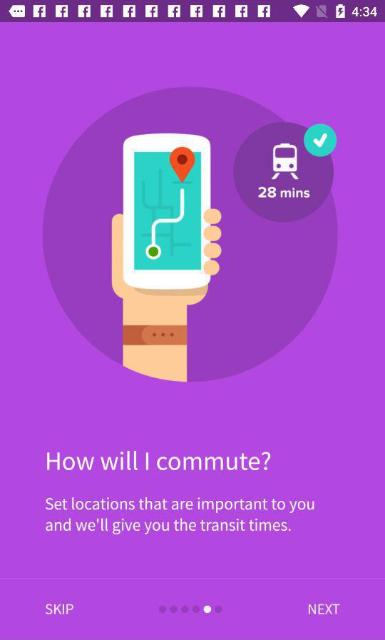 4:34
28 mins
How will I commute?
Set locations that are important to you
and we'll give you the transit times.
SKIP
NEXT